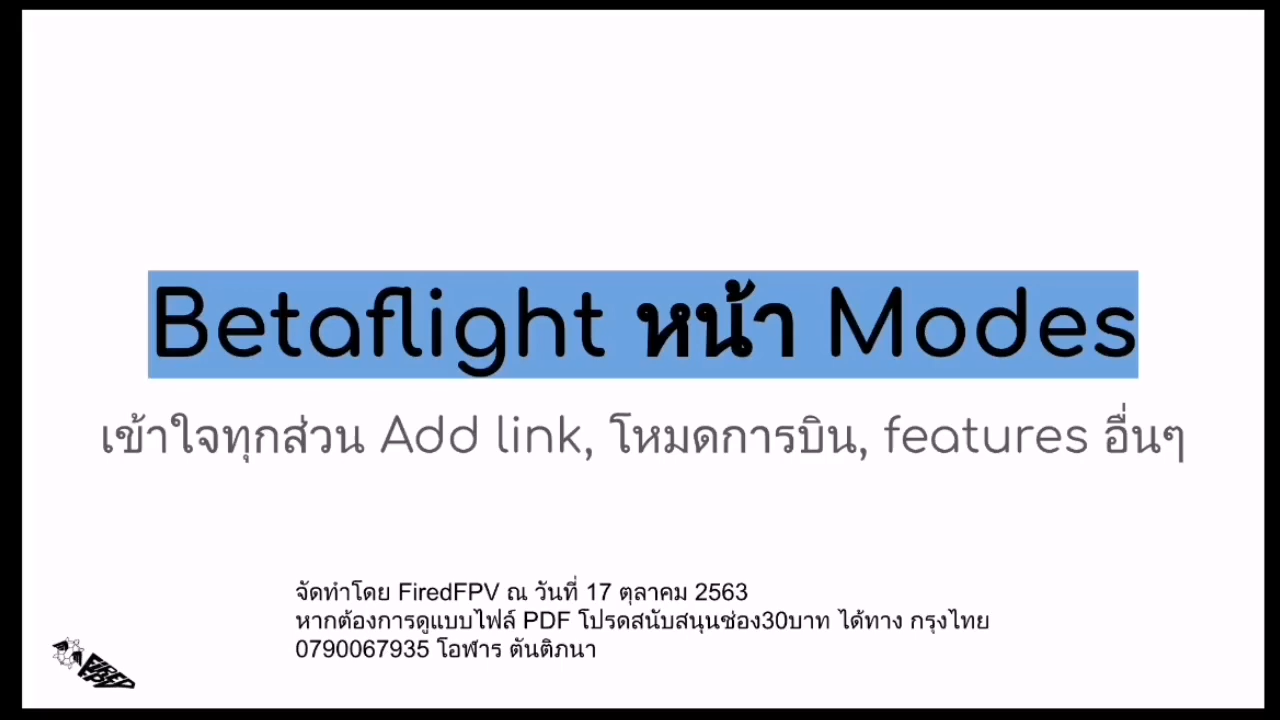 Betaflight หน้า Modes
เข้าใจทุกส่วน Add link, โหมดการบิน, features อื่นๆ
จัดทำโดย FiredFPV ณ วันที่ 17 ตุลาคม 2563
หากต้องการดูแบบไฟล์ PDF โปรดสนับสนุนช่อง30บาท ได้ทาง กรุงไทย
0790067935 โอฬาร ตันติภนา
FIRED
FPV